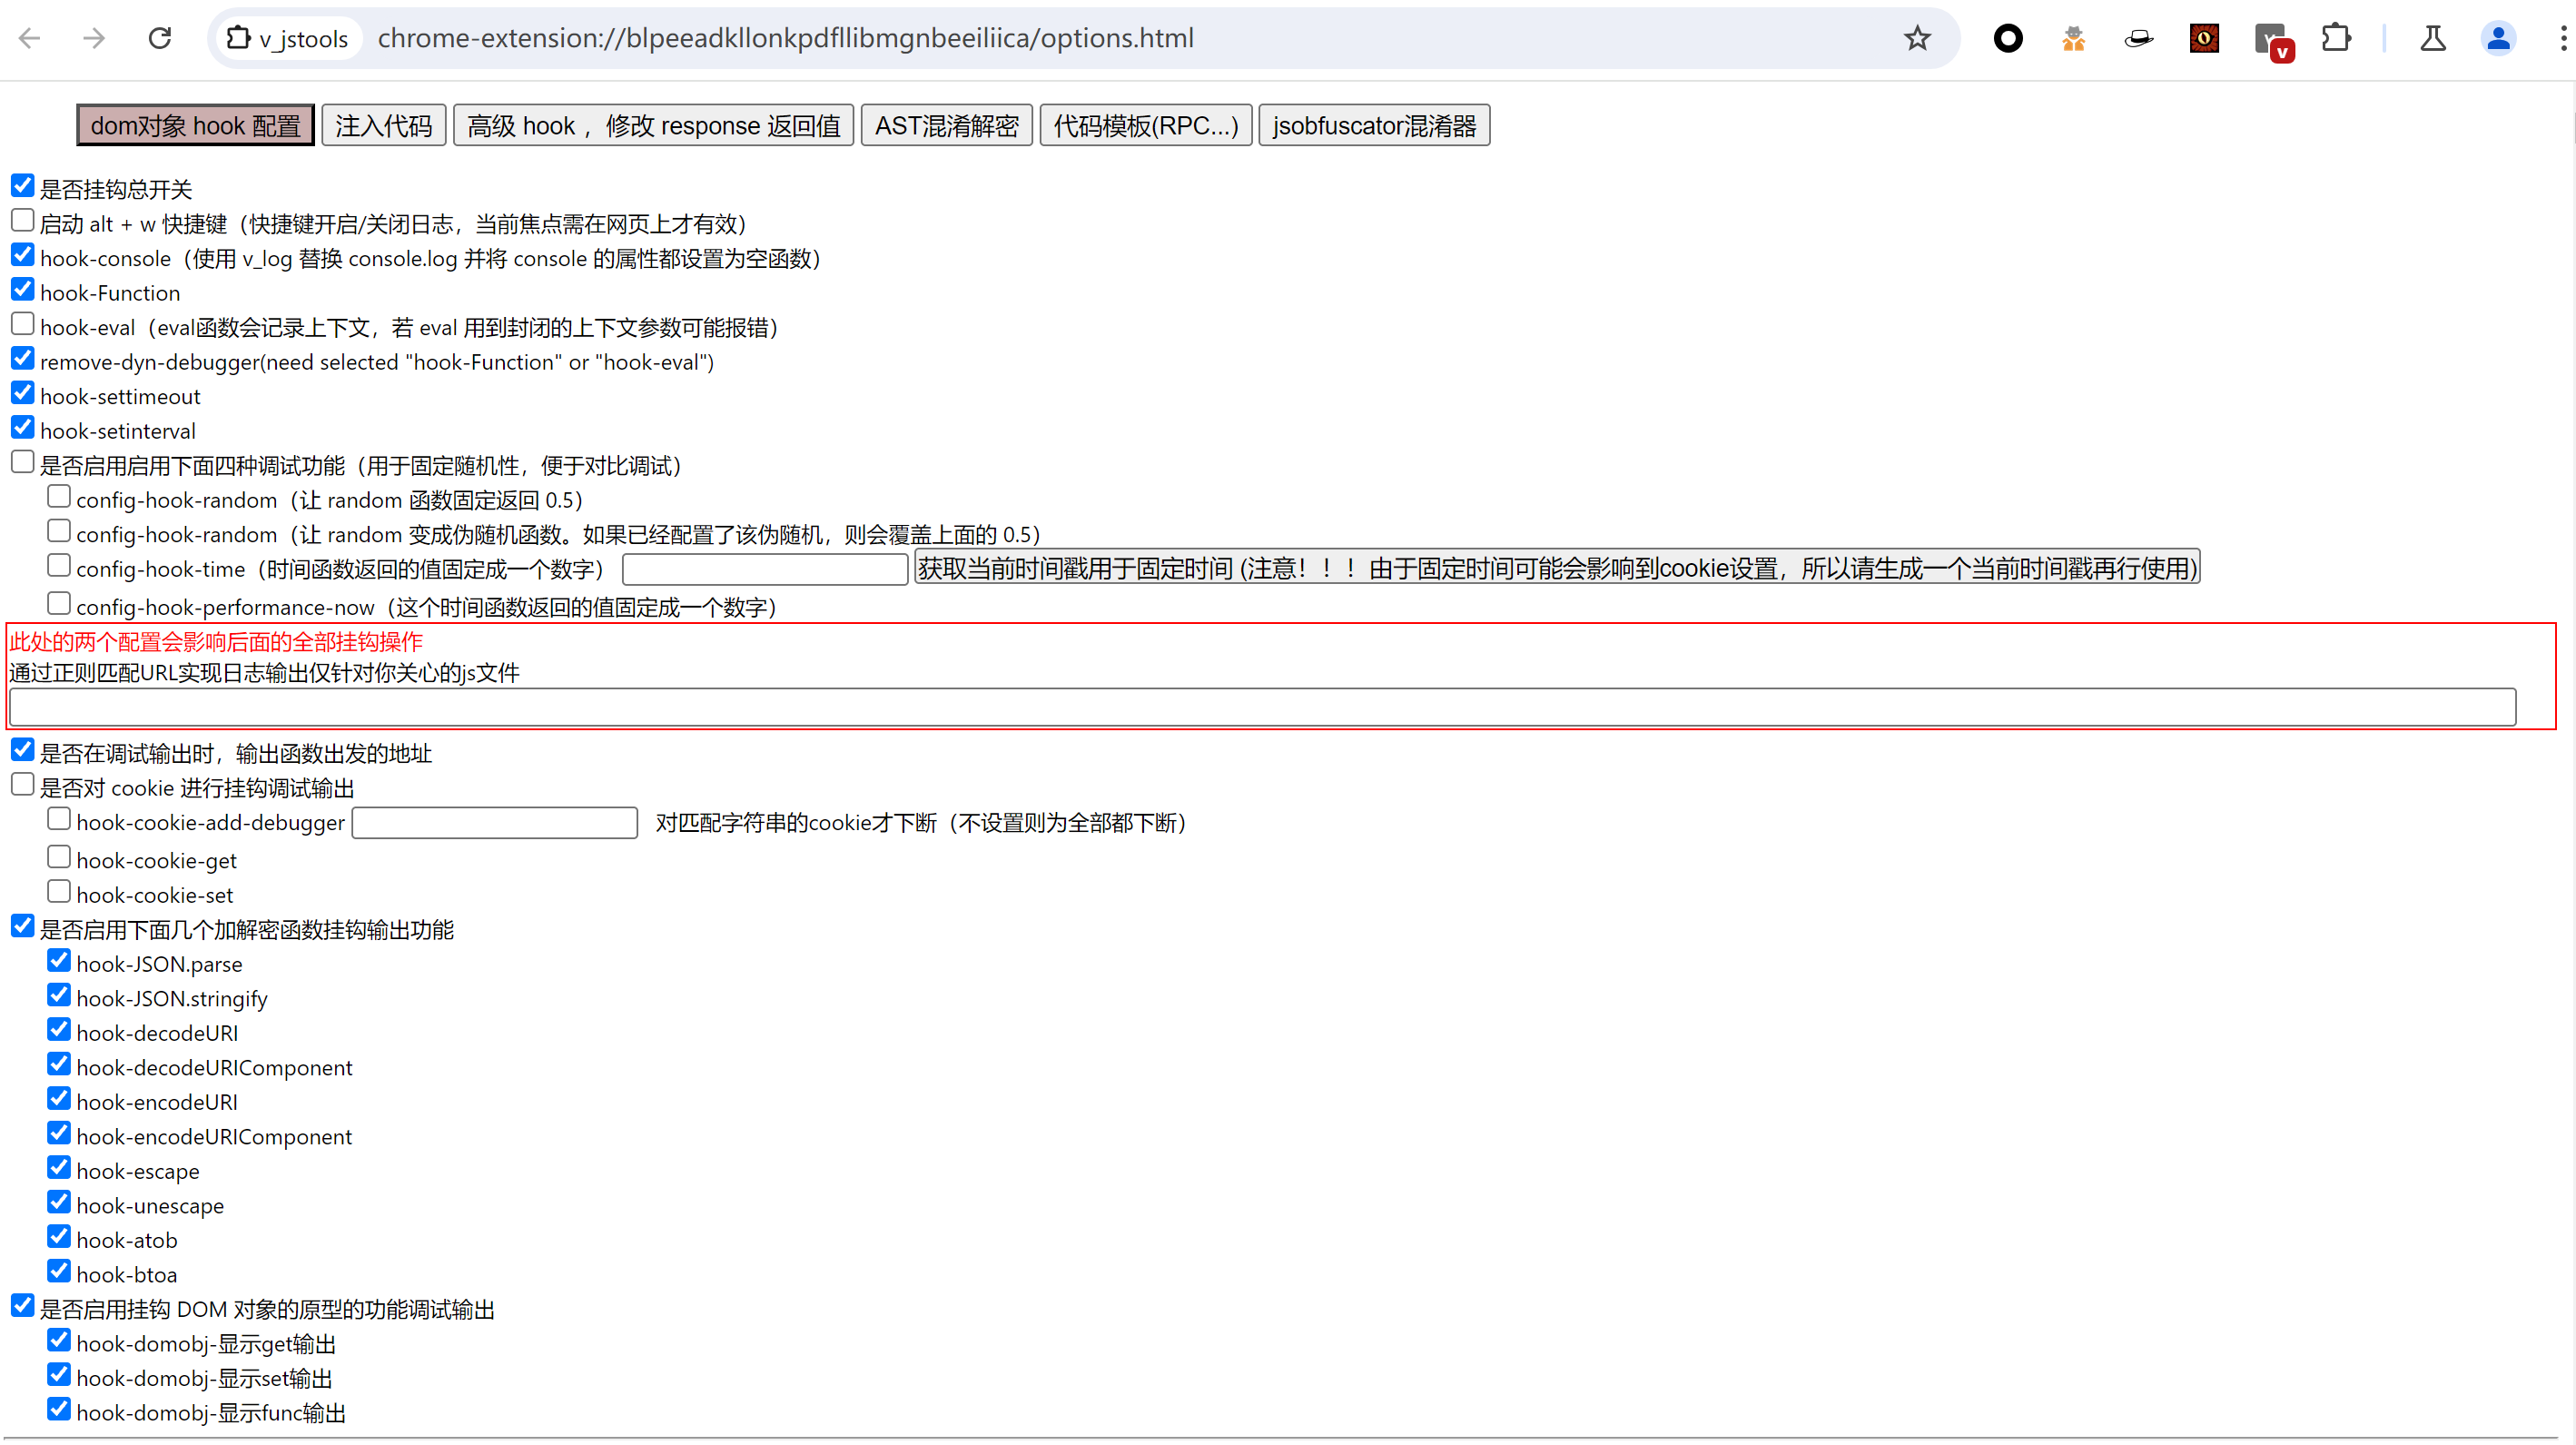 v_jstools chrome-extension://blpeeadkllonkpdfllibmgnbeeiliica/options.html
dom对象 hook 配置 注入代码 高级 hook ，修改 response 返回值 AST混淆解密 代码模板(RPC...) jsobfuscator混淆器
是否挂钩总开关
启动 alt + w 快捷键（快捷键开启/关闭日志，当前焦点需在网页上才有效）
hook-console（使用 v_log 替换 console.log 并将 console 的属性都设置为空函数）
hook-Function
hook-eval（eval函数会记录上下文，若 eval 用到封闭的上下文参数可能报错）
remove-dyn-debugger(need selected "hook-Function" or "hook-eval")
hook-settimeout
hook-setinterval
是否启用启用下面四种调试功能（用于固定随机性，便于对比调试）
config-hook-random（让 random 函数固定返回 0.5）
config-hook-random（让 random 变成伪随机函数。如果已经配置了该伪随机，则会覆盖上面的 0.5）
config-hook-time（时间函数返回的值固定成一个数字） 获取当前时间戳用于固定时间 (注意！！！由于固定时间可能会影响到cookie设置，所以请生成一个当前时间戳再行使用)
config-hook-performance-now（这个时间函数返回的值固定成一个数字）
此处的两个配置会影响后面的全部挂钩操作
通过正则匹配URL实现日志输出仅针对你关心的js文件
是否在调试输出时，输出函数出发的地址
是否对 cookie 进行挂钩调试输出
hook-cookie-add-debugger 对匹配字符串的cookie才下断（不设置则为全部都下断）
hook-cookie-get
hook-cookie-set
是否启用下面几个加解密函数挂钩输出功能
hook-JSON.parse
hook-JSON.stringify
hook-decodeURI
hook-decodeURIComponent
hook-encodeURI
hook-encodeURIComponent
hook-escape
hook-unescape
hook-atob
hook-btoa
是否启用挂钩 DOM 对象的原型的功能调试输出
hook-domobj-显示get输出
hook-domobj-显示set输出
hook-domobj-显示func输出